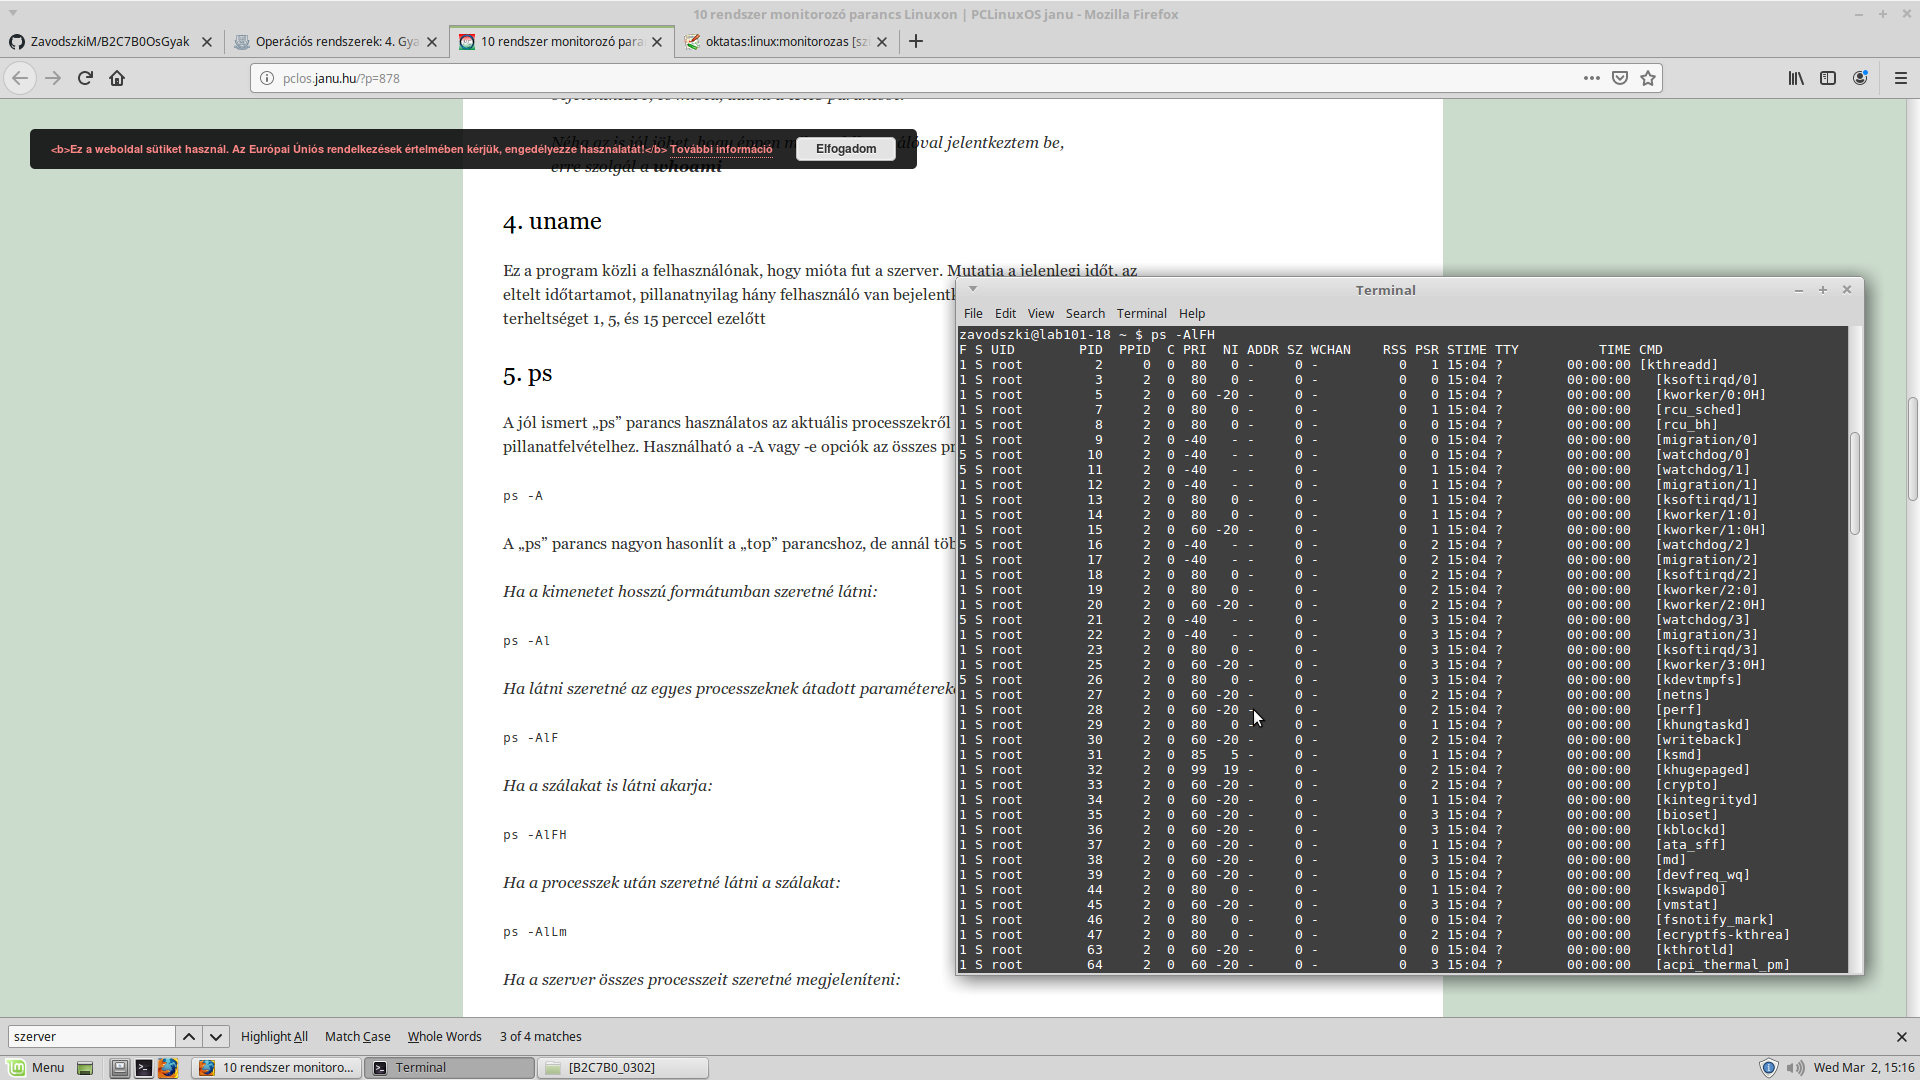 10 rendszer monitorozó parancs Linuxon | PCLinuxOS janu - Mozilla Firefox
ZavodszkiM/B2C7B0OsGyak
Operációs rendszerek: 4. Gya
10 rendszer monitorozó para
oktatas:linux:monitorozas [sz
pclos.janu.hu/?p=878
<b>Ez a weboldal sütiket használ. Az Európai Úniós rendelkezések értelmében kérjük, engedélyezze használatát!</b> További információ
Elfogadom
álóval jelentkeztem be,
erre szolgál a whoami
4. uname
Ez a program közli a felhasználónak, hogy mióta fut a szerver. Mutatja a jelenlegi időt, az
eltelt időtartamot, pillanatnyilag hány felhasználó van bejelentk
terheltséget 1, 5, és 15 perccel ezelőtt
5. ps
A jól ismert „ps” parancs használatos az aktuális processzekről
pillanatfelvételhez. Használható a -A vagy -e opciók az összes pr
ps -A
A „ps” parancs nagyon hasonlít a „top” parancshoz, de annál töb
Ha a kimenetet hosszú formátumban szeretné látni:
ps -Al
Ha látni szeretné az egyes processzeknek átadott paramétereke
ps -AlF
Ha a szálakat is látni akarja:
ps -AlFH
Ha a processzek után szeretné látni a szálakat:
ps -AlLm
Ha a szerver összes processzeit szeretné megjeleníteni:
Terminal
File Edit View Search Terminal Help
zavodszki@lab101-18 ~ $ ps -AlFH
F S UID PID PPID C PRI NI ADDR SZ WCHAN RSS PSR STIME TTY TIME CMD
1 S root 2 0 0 80 0 - 0 - 0 1 15:04 ? 00:00:00 [kthreadd]
1 S root 3 2 0 80 0 - 0 - 0 0 15:04 ? 00:00:00 [ksoftirqd/0]
1 S root 5 2 0 60 -20 - 0 - 0 0 15:04 ? 00:00:00 [kworker/0:0H]
1 S root 7 2 0 80 0 - 0 - 0 1 15:04 ? 00:00:00 [rcu_sched]
1 S root 8 2 0 80 0 - 0 - 0 0 15:04 ? 00:00:00 [rcu_bh]
1 S root 9 2 0 -40 - - 0 - 0 0 15:04 ? 00:00:00 [migration/0]
5 S root 10 2 0 -40 - - 0 - 0 0 15:04 ? 00:00:00 [watchdog/0]
5 S root 11 2 0 -40 - - 0 - 0 1 15:04 ? 00:00:00 [watchdog/1]
1 S root 12 2 0 -40 - - 0 - 0 1 15:04 ? 00:00:00 [migration/1]
1 S root 13 2 0 80 0 - 0 - 0 1 15:04 ? 00:00:00 [ksoftirqd/1]
1 S root 14 2 0 80 0 - 0 - 0 1 15:04 ? 00:00:00 [kworker/1:0]
1 S root 15 2 0 60 -20 - 0 - 0 1 15:04 ? 00:00:00 [kworker/1:0H]
5 S root 16 2 0 -40 - - 0 - 0 2 15:04 ? 00:00:00 [watchdog/2]
1 S root 17 2 0 -40 - - 0 - 0 2 15:04 ? 00:00:00 [migration/2]
1 S root 18 2 0 80 0 - 0 - 0 2 15:04 ? 00:00:00 [ksoftirqd/2]
1 S root 19 2 0 80 0 - 0 - 0 2 15:04 ? 00:00:00 [kworker/2:0]
1 S root 20 2 0 60 -20 - 0 - 0 2 15:04 ? 00:00:00 [kworker/2:0H]
5 S root 21 2 0 -40 - - 0 - 0 3 15:04 ? 00:00:00 [watchdog/3]
1 S root 22 2 0 -40 - - 0 - 0 3 15:04 ? 00:00:00 [migration/3]
1 S root 23 2 0 80 0 - 0 - 0 3 15:04 ? 00:00:00 [ksoftirqd/3]
1 S root 25 2 0 60 -20 - 0 - 0 3 15:04 ? 00:00:00 [kworker/3:0H]
5 S root 26 2 0 80 0 - 0 - 0 3 15:04 ? 00:00:00 [kdevtmpfs]
1 S root 27 2 0 60 -20 - 0 - 0 2 15:04 ? 00:00:00 [netns]
1 S root 28 2 0 60 -20 - 0 - 0 2 15:04 ? 00:00:00 [perf]
1 S root 29 2 0 80 0 - 0 - 0 1 15:04 ? 00:00:00 [khungtaskd]
1 S root 30 2 0 60 -20 - 0 - 0 2 15:04 ? 00:00:00 [writeback]
1 S root 31 2 0 85 5 - 0 - 0 1 15:04 ? 00:00:00 [ksmd]
1 S root 32 2 0 99 19 - 0 - 0 2 15:04 ? 00:00:00 [khugepaged]
1 S root 33 2 0 60 -20 - 0 - 0 2 15:04 ? 00:00:00 [crypto]
1 S root 34 2 0 60 -20 - 0 - 0 1 15:04 ? 00:00:00 [kintegrityd]
1 S root 35 2 0 60 -20 - 0 - 0 3 15:04 ? 00:00:00 [bioset]
1 S root 36 2 0 60 -20 - 0 - 0 3 15:04 ? 00:00:00 [kblockd]
1 S root 37 2 0 60 -20 - 0 - 0 1 15:04 ? 00:00:00 [ata_sff]
1 S root 38 2 0 60 -20 - 0 - 0 3 15:04 ? 00:00:00 [md]
1 S root 39 2 0 60 -20 - 0 - 0 0 15:04 ? 00:00:00 [devfreq_wq]
1 S root 44 2 0 80 0 - 0 - 0 1 15:04 ? 00:00:00 [kswapd0]
1 S root 45 2 0 60 -20 - 0 - 0 3 15:04 ? 00:00:00 [vmstat]
1 S root 46 2 0 80 0 - 0 - 0 0 15:04 ? 00:00:00 [fsnotify_mark]
1 S root 47 2 0 80 0 - 0 - 0 2 15:04 ? 00:00:00 [ecryptfs-kthrea]
1 S root 63 2 0 60 -20 - 0 - 0 0 15:04 ? 00:00:00 [kthrotld]
1 S root 64 2 0 60 -20 - 0 - 0 3 15:04 ? 00:00:00 [acpi_thermal_pm]
szerver Highlight All Match Case Whole Words 3 of 4 matches
Menu 10 rendszer monitoro... Terminal [B2C7B0_0302] Wed Mar 2, 15:16